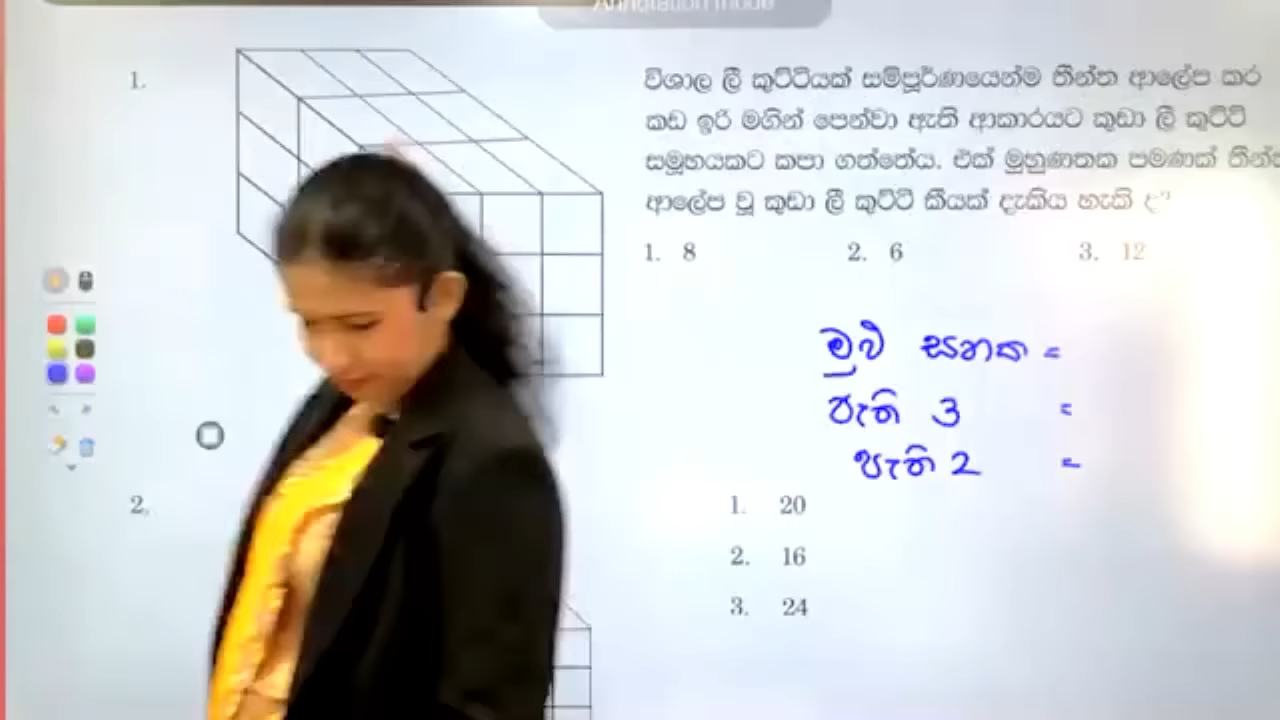 Annotation mode
1.
විශාල ලී කුට්ටියක් සම්පූර්ණයෙන්ම තීන්ත ආලේප කර
කඩ ඉරි මගින් පෙන්වා ඇති ආකාරයට කුඩා ලී කුට්ටි
සමූහයකට කපා ගත්තේය. එක් මුහුණතක පමණක්
ආලේප වූ කුඩා ලී කුට්ටි කීයක් දැකිය හැකි ද?
1. 8 2. 6 3. 12
මුළු ඝනක =
පැති 3 =
පැති 2 =
2.
1. 20
2. 16
3. 24